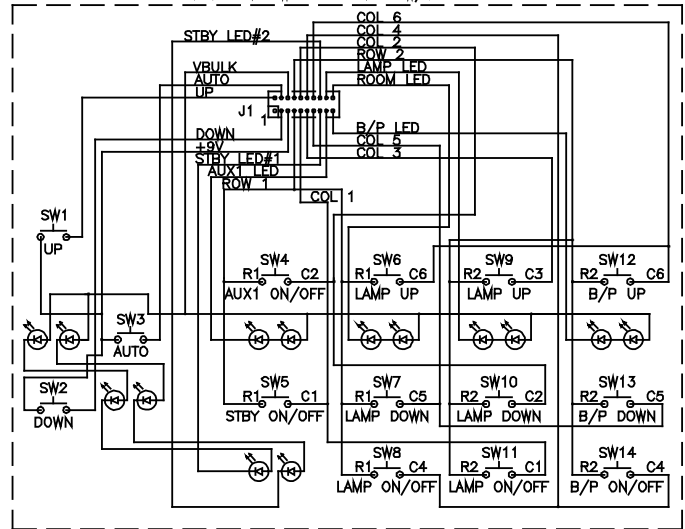 COL 6
STBY LED#2
COL 4
COL 2
ROW 2
VBULK
LAMP LED
AUTO
ROOM LED
UP
J1
1
DOWN
B/P LED
+9V
COL 5
STBY LED#1
COL 3
AUX1 LED
ROW 1
COL 1
SW1
UP
SW4
R1 C2
AUX1 ON/OFF
SW6
R1 C6
LAMP UP
SW9
R2 C3
LAMP UP
SW12
R2 C6
B/P UP
SW3
AUTO
SW2
DOWN
SW5
R1 C1
STBY ON/OFF
SW7
R1 C5
LAMP DOWN
SW10
R2 C2
LAMP DOWN
SW13
R2 C5
B/P DOWN
SW8
R1 C4
LAMP ON/OFF
SW11
R2 C1
LAMP ON/OFF
SW14
R2 C4
B/P ON/OFF